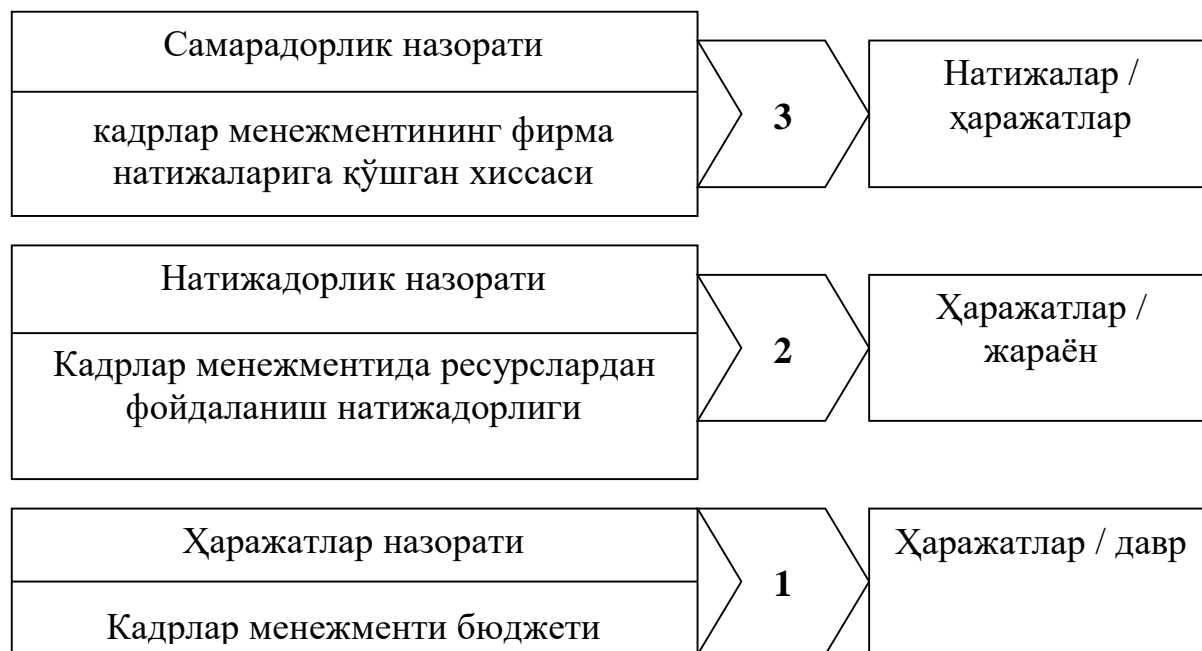 Самарадорлик назорати
кадрлар менежментининг фирма
натижаларига қўшган хиссаси
3
Натижалар /
ҳаражатлар
Натижадорлик назорати
Кадрлар менежментида ресурслардан
фойдаланиш натижадорлиги
2
Ҳаражатлар /
жараён
Ҳаражатлар назорати
Кадрлар менежменти бюджети
1
Ҳаражатлар / давр